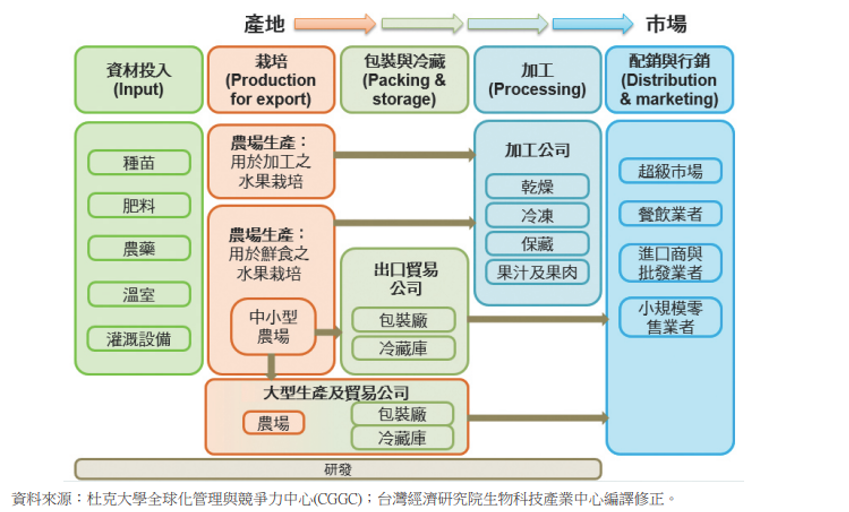 產地
市場
資材投入
(Input)
栽培
(Production
for export)
包裝與冷藏
(Packing &
storage)
加工
(Processing)
配銷與行銷
(Distribution
& marketing)
種苗
肥料
農藥
溫室
灌溉設備
農場生產：
用於加工之
水果栽培
農場生產：
用於鮮食之
水果栽培
中小型
農場
出口貿易
公司
包裝廠
冷藏庫
大型生產及貿易公司
農場
包裝廠
冷藏庫
加工公司
乾燥
冷凍
保藏
果汁及果肉
超級市場
餐飲業者
進口商與
批發業者
小規模零
售業者
研發
資料來源：杜克大學全球化管理與競爭力中心(CGGC)；台灣經濟研究院生物科技產業中心編譯修正。